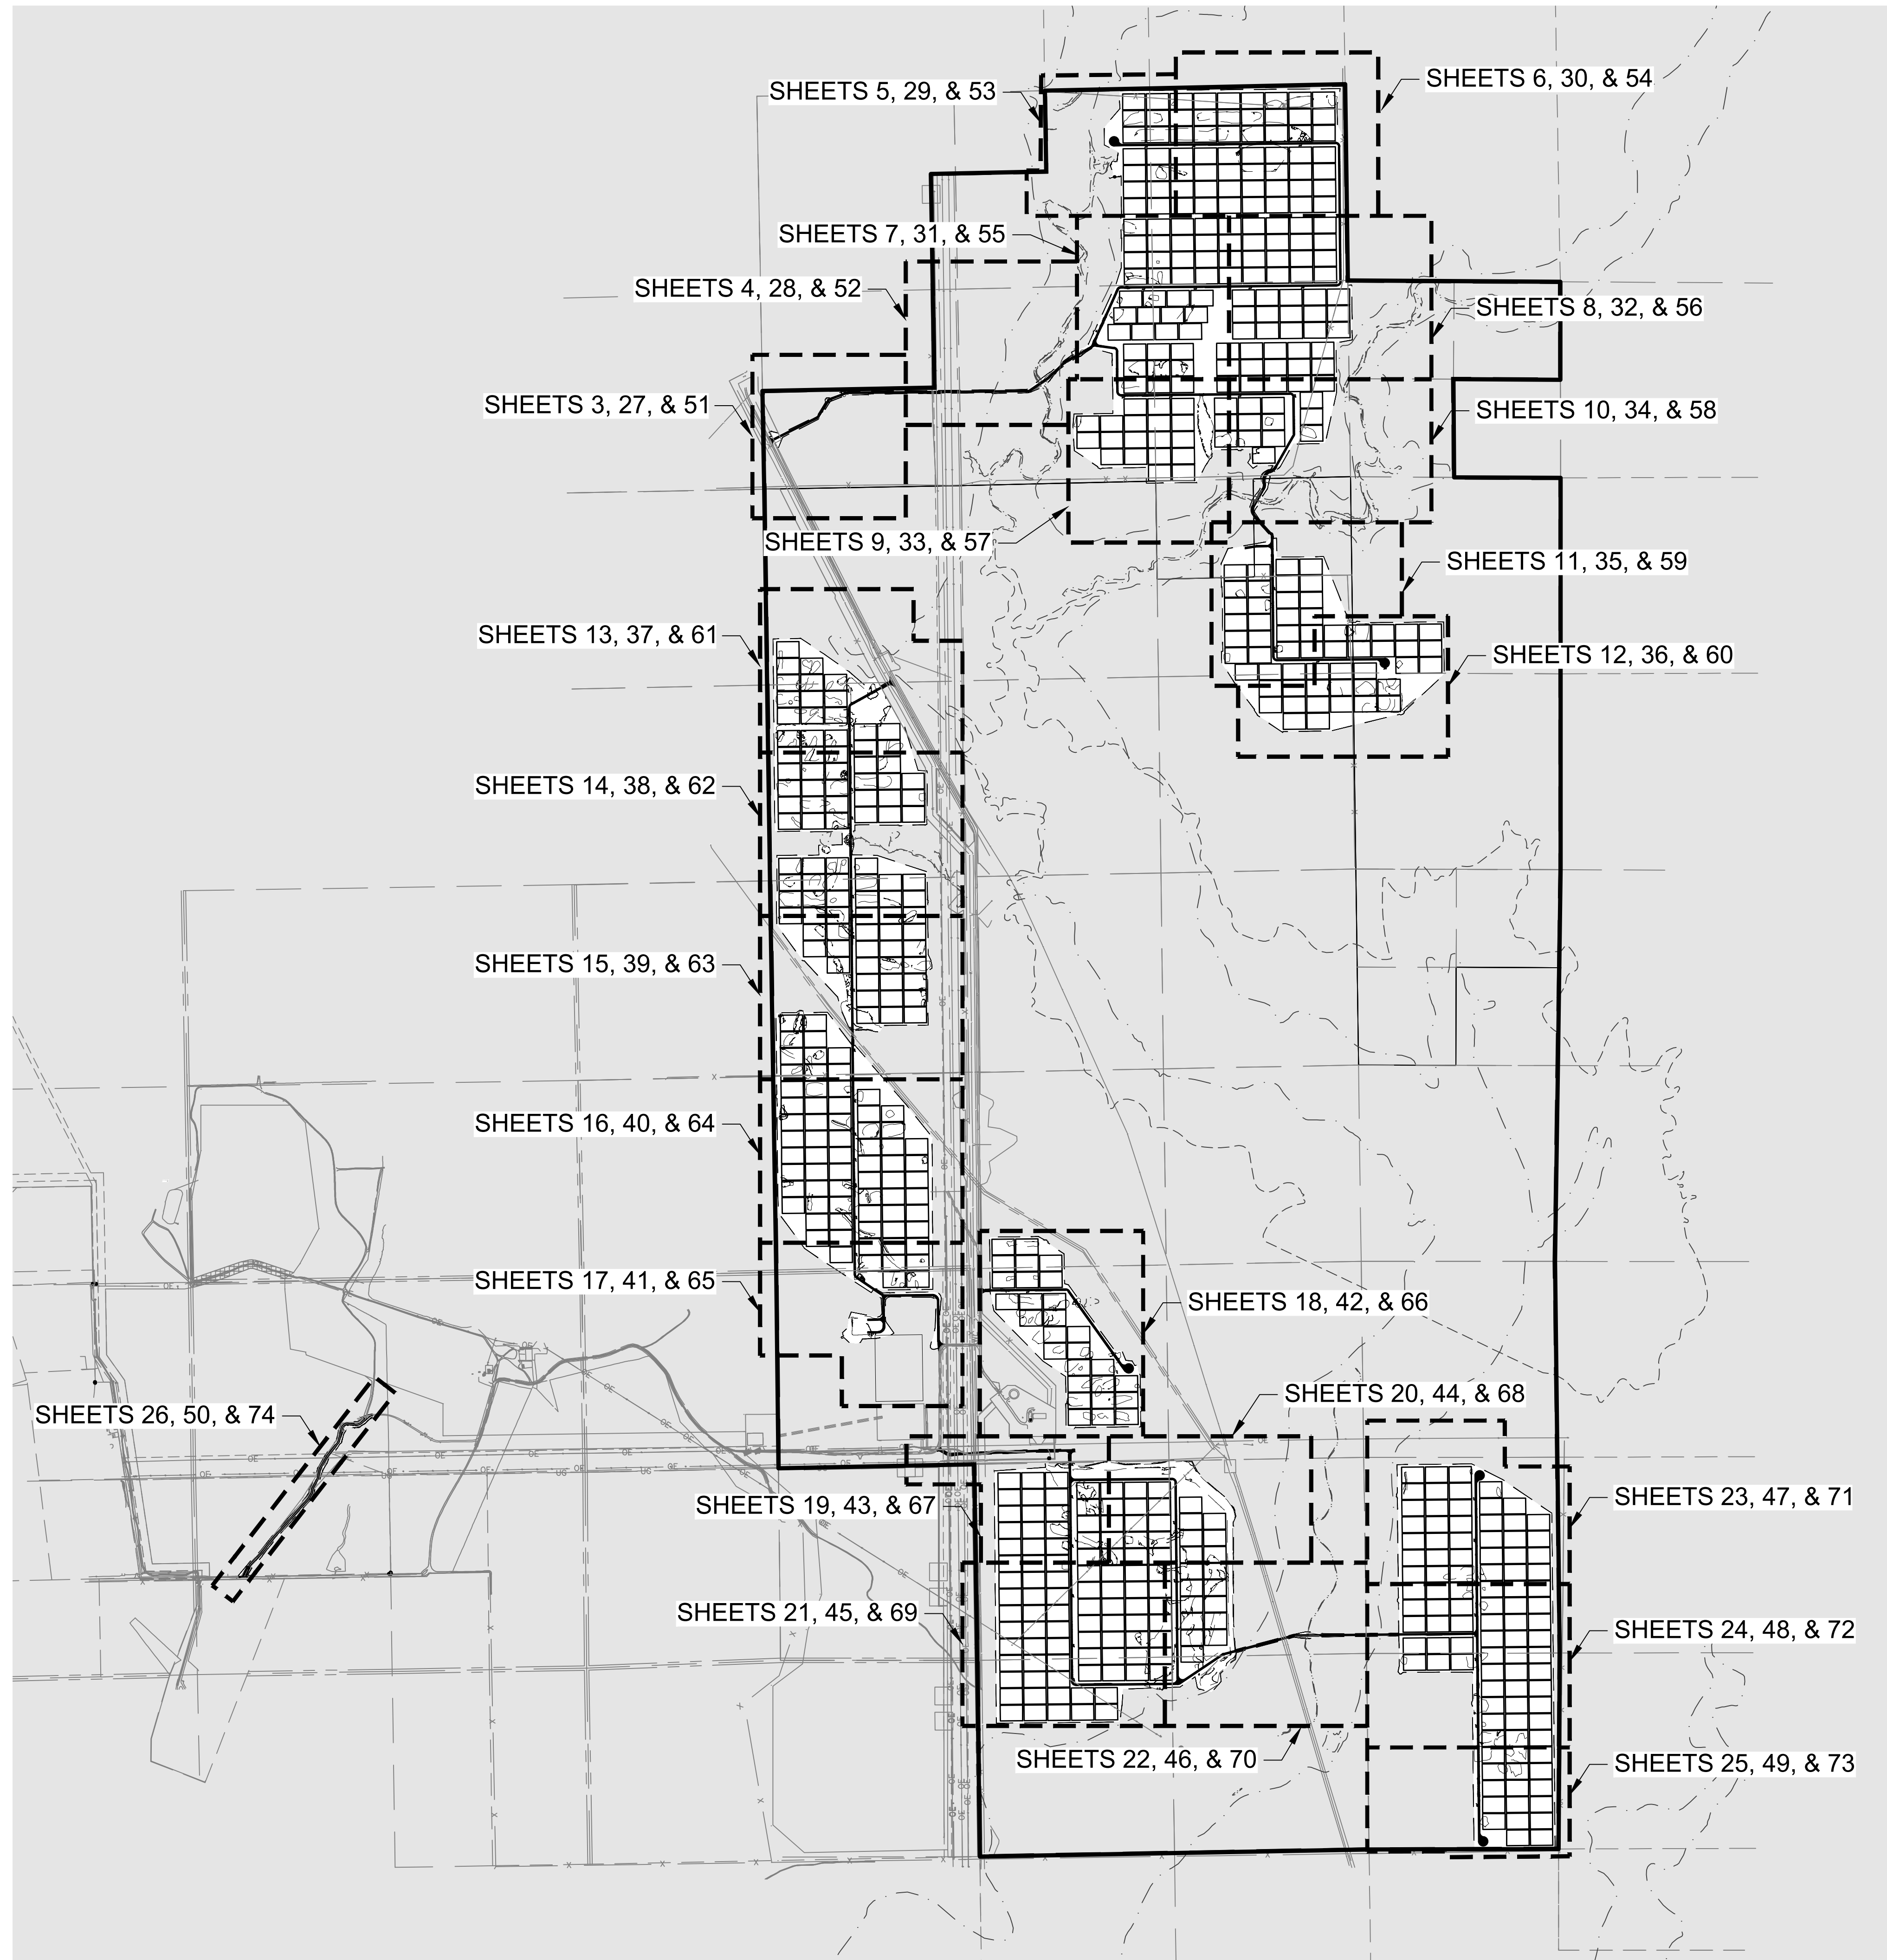 SHEETS 5, 29, & 53
SHEETS 6, 30, & 54
SHEETS 7, 31, & 55
SHEETS 4, 28, & 52
SHEETS 8, 32, & 56
SHEETS 3, 27, & 51
SHEETS 10, 34, & 58
SHEETS 9, 33, & 57
SHEETS 11, 35, & 59
SHEETS 13, 37, & 61
SHEETS 12, 36, & 60
SHEETS 14, 38, & 62
SHEETS 15, 39, & 63
SHEETS 16, 40, & 64
SHEETS 17, 41, & 65
SHEETS 18, 42, & 66
SHEETS 20, 44, & 68
SHEETS 26, 50, & 74
SHEETS 23, 47, & 71
SHEETS 19, 43, & 67
SHEETS 21, 45, & 69
SHEETS 24, 48, & 72
SHEETS 22, 46, & 70
SHEETS 25, 49, & 73